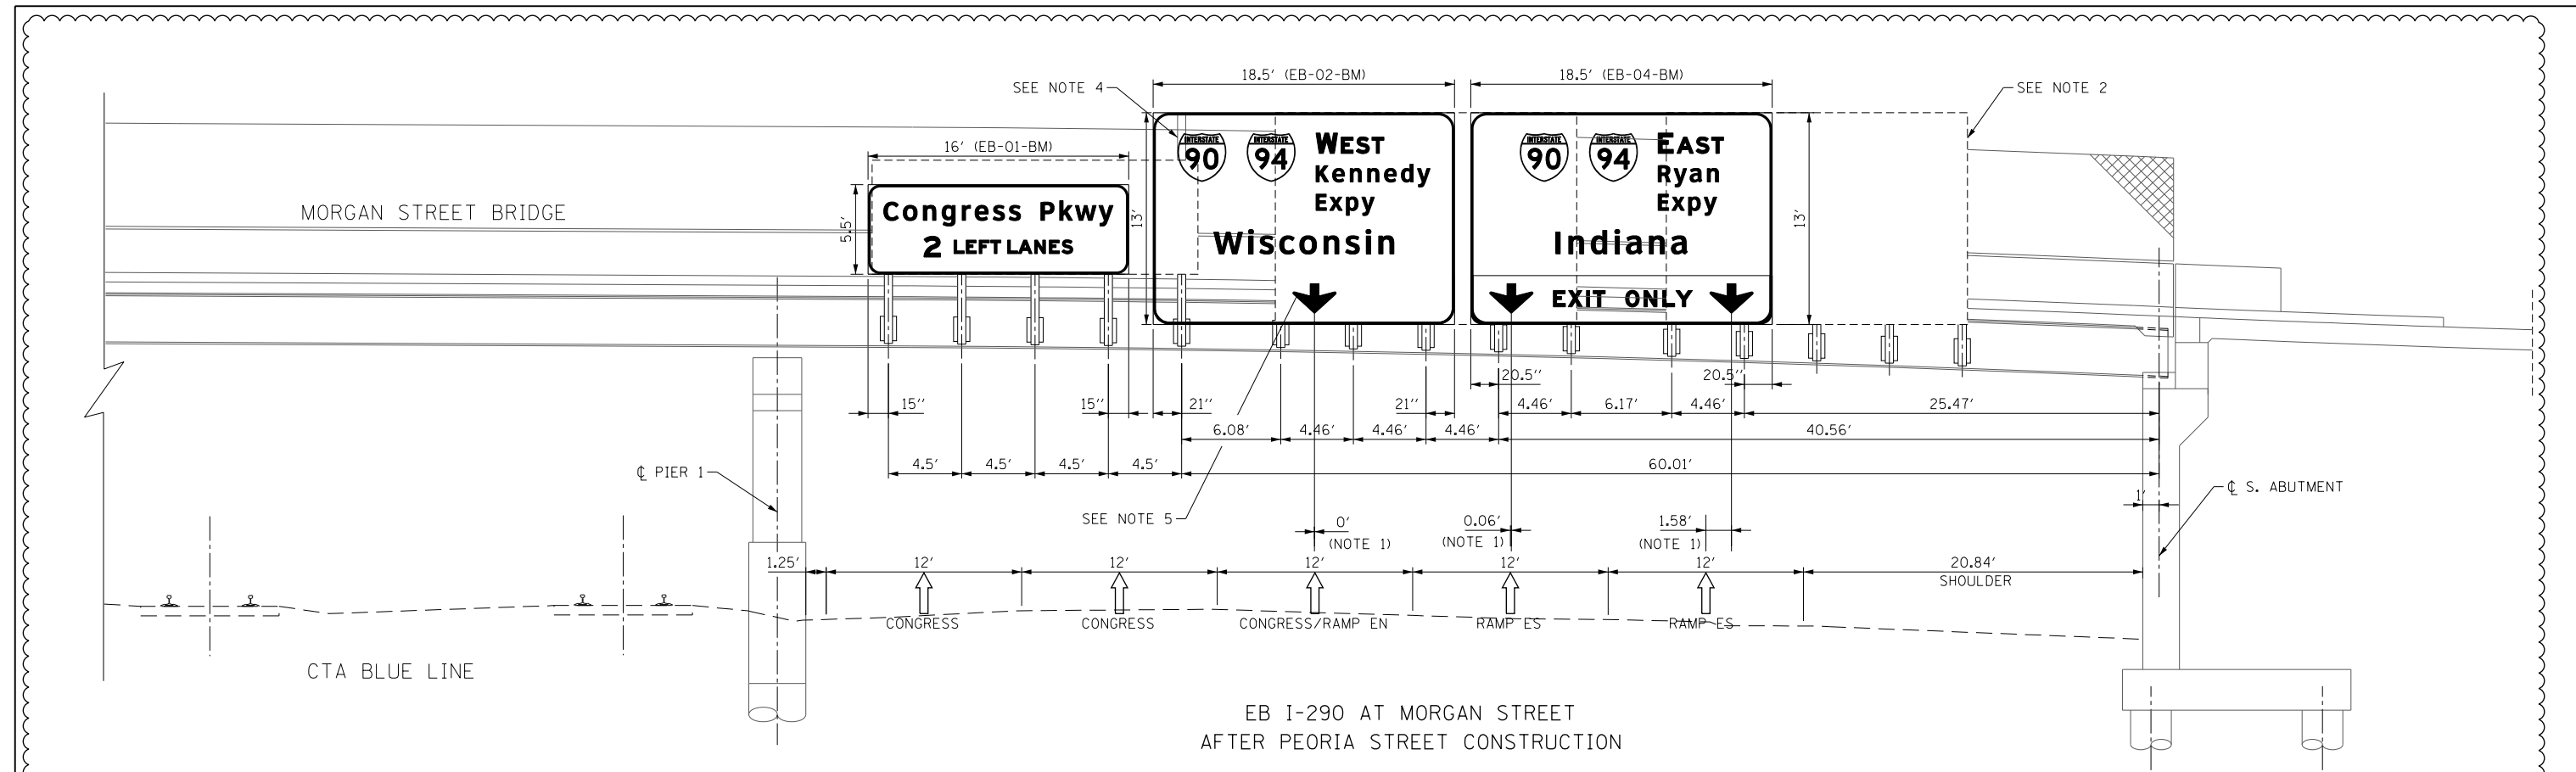 18.5' (EB-02-BM)
18.5' (EB-04-BM)
SEE NOTE 4
SEE NOTE 2
16' (EB-01-BM)
MORGAN STREET BRIDGE
5.5'
Congress Pkwy
2 LEFT LANES
13'
INTERSTATE 90
INTERSTATE 94
WEST
Kennedy
Expy
Wisconsin
INTERSTATE 90
INTERSTATE 94
EAST
Ryan
Expy
Indiana
EXIT ONLY
13'
15''
15''
21''
21''
20.5''
20.5''
4.46'
6.17'
4.46'
25.47'
6.08'
4.46'
4.46'
4.46'
40.56'
4.5'
4.5'
4.5'
4.5'
60.01'
℄ PIER 1
℄ S. ABUTMENT
1'
SEE NOTE 5
0'
(NOTE 1)
0.06'
(NOTE 1)
1.58'
(NOTE 1)
1.25'
12'
12'
12'
12'
12'
20.84'
SHOULDER
CONGRESS
CONGRESS
CONGRESS/RAMP EN
RAMP ES
RAMP ES
CTA BLUE LINE
EB I-290 AT MORGAN STREET
AFTER PEORIA STREET CONSTRUCTION